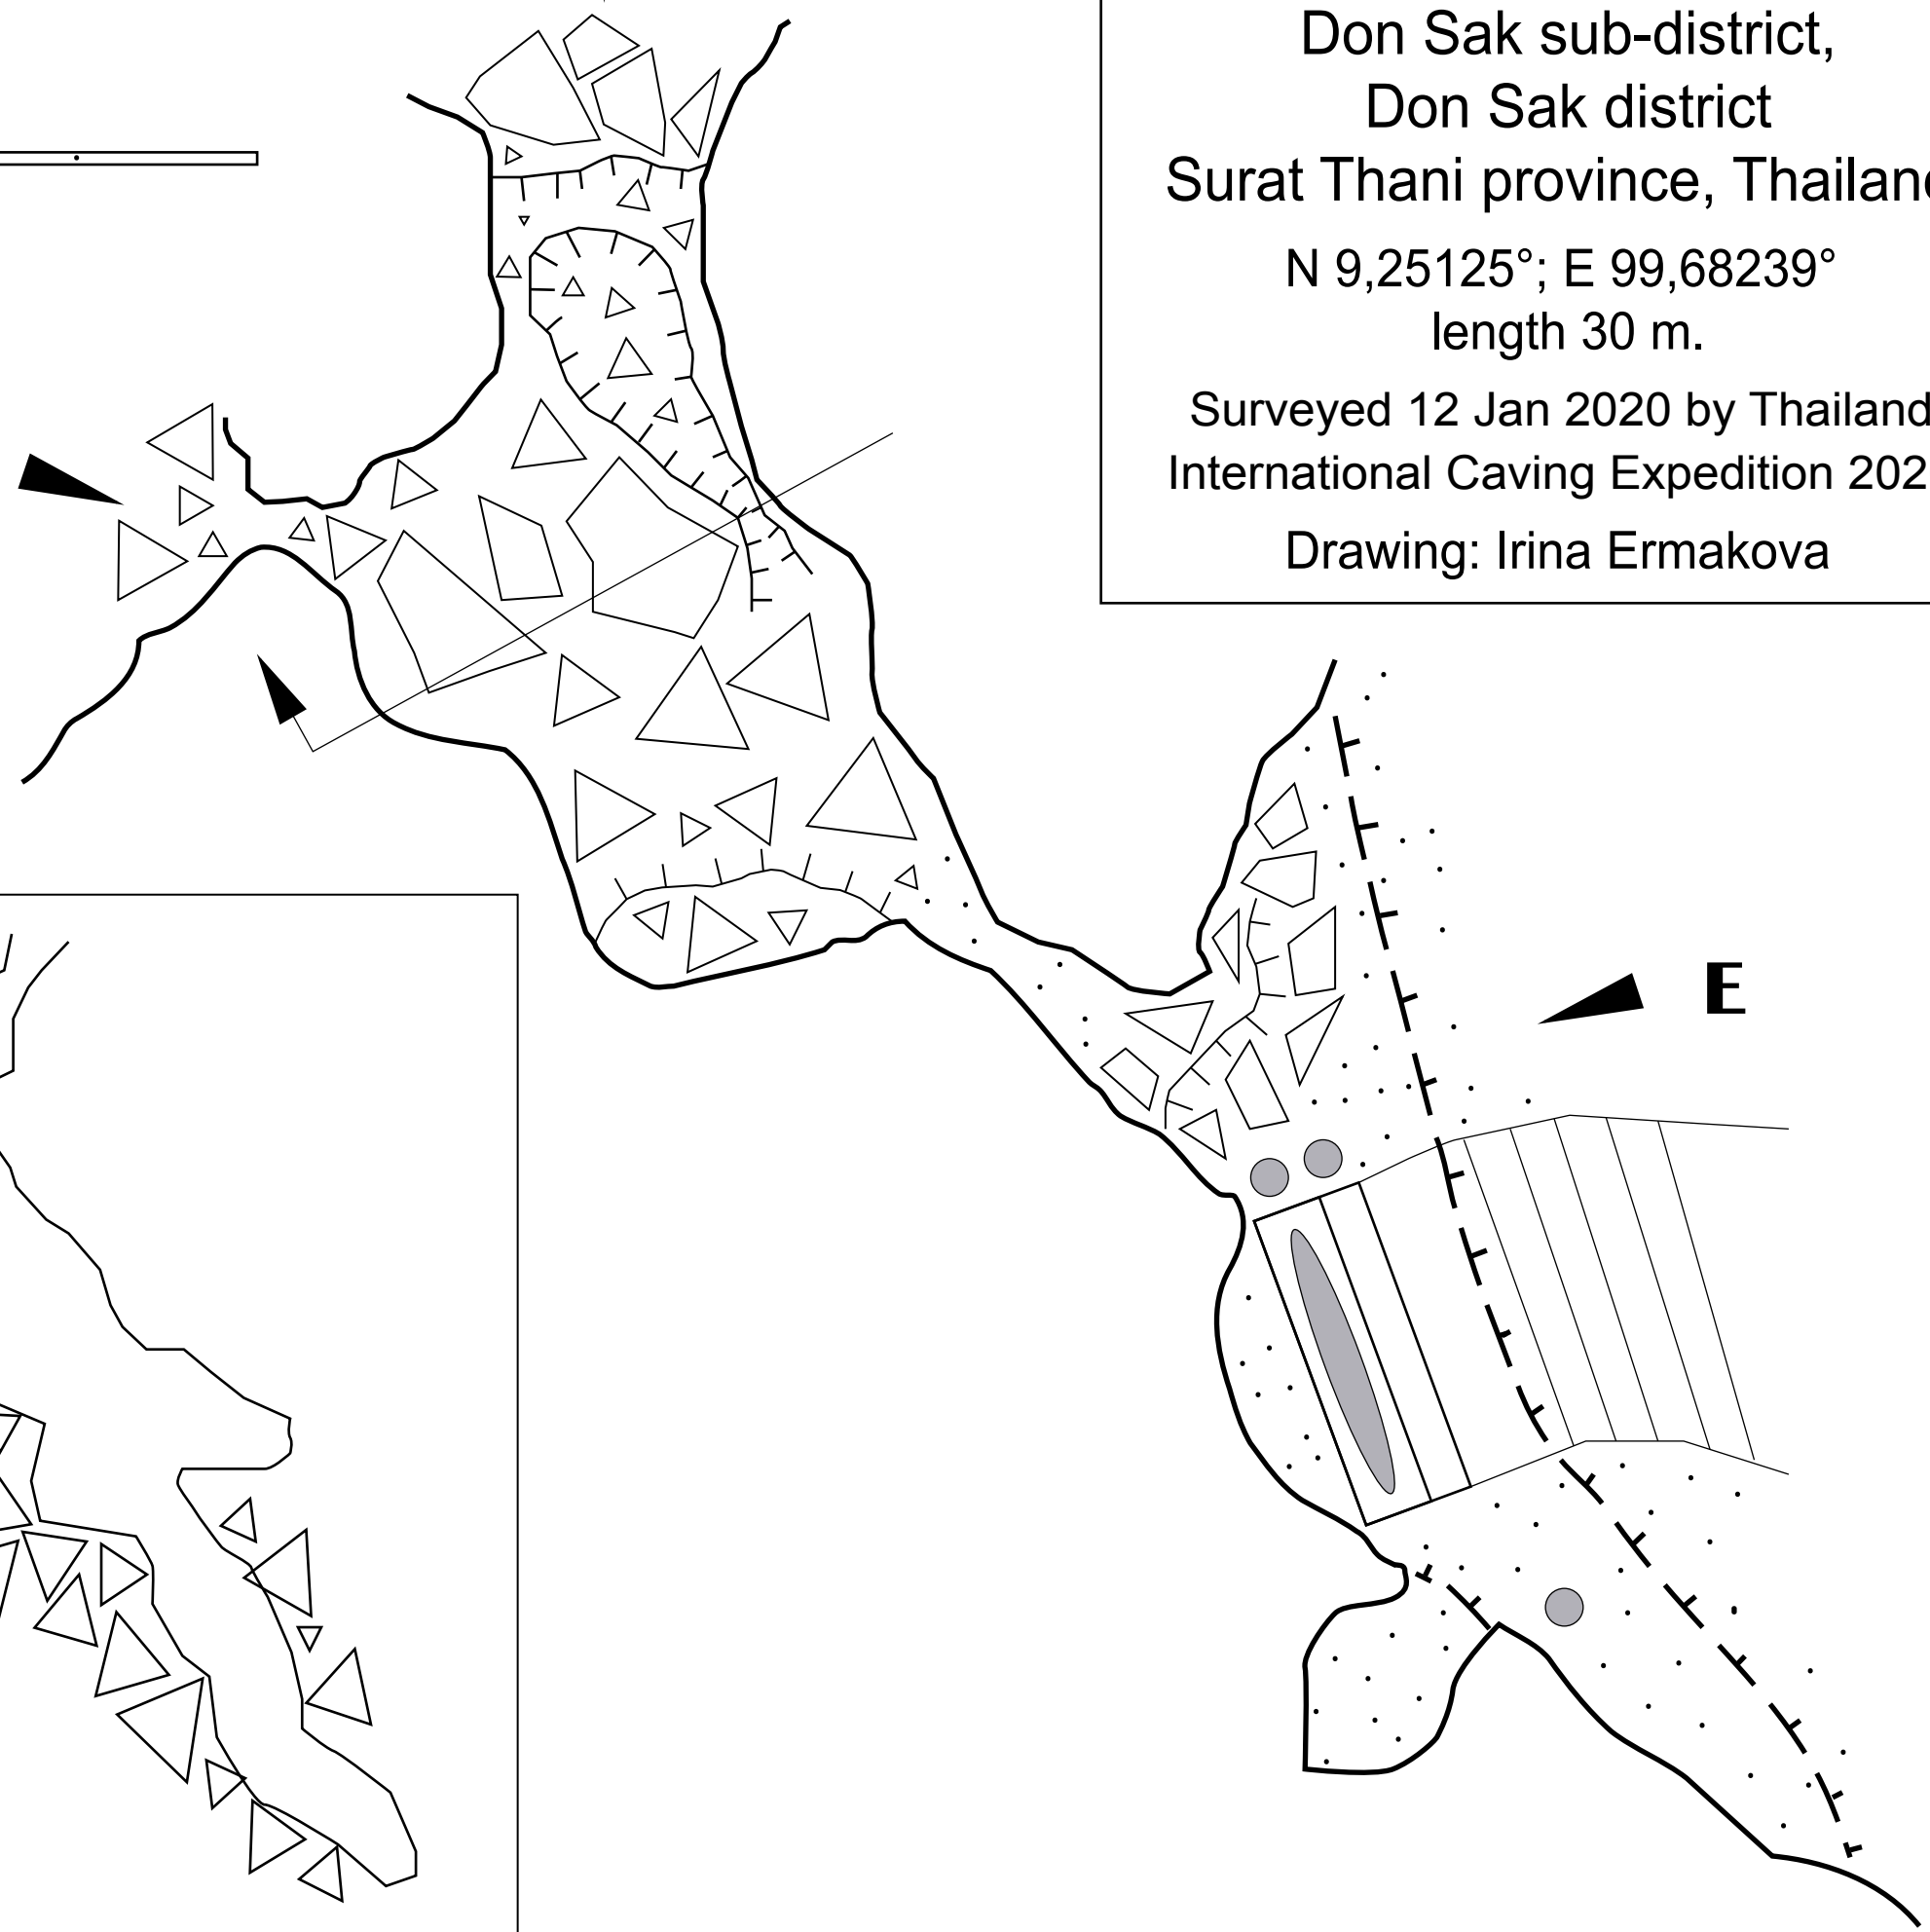 Don Sak sub-district,
Don Sak district
Surat Thani province, Thailan
N 9,25125°; E 99,68239°
length 30 m.
Surveyed 12 Jan 2020 by Thailand
International Caving Expedition 202
Drawing: Irina Ermakova
E